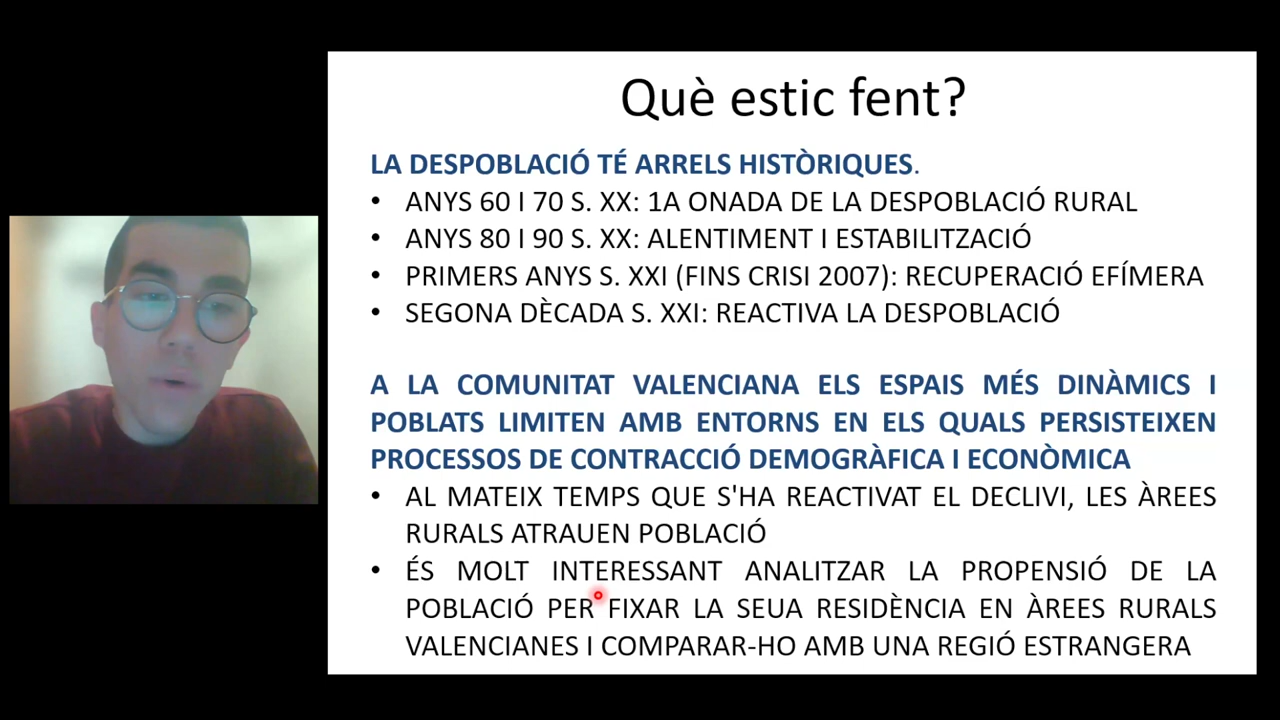 Què estic fent?
LA DESPOBLACIÓ TÉ ARRELS HISTÒRIQUES.
• ANYS 60 I 70 S. XX: 1A ONADA DE LA DESPOBLACIÓ RURAL
• ANYS 80 I 90 S. XX: ALENTIMENT I ESTABILITZACIÓ
• PRIMERS ANYS S. XXI (FINS CRISI 2007): RECUPERACIÓ EFÍMERA
• SEGONA DÈCADA S. XXI: REACTIVA LA DESPOBLACIÓ
A LA COMUNITAT VALENCIANA ELS ESPAIS MÉS DINÀMICS I
POBLATS LIMITEN AMB ENTORNS EN ELS QUALS PERSISTEIXEN
PROCESSOS DE CONTRACCIÓ DEMOGRÀFICA I ECONÒMICA
• AL MATEIX TEMPS QUE S'HA REACTIVAT EL DECLIVI, LES ÀREES
RURALS ATRAUEN POBLACIÓ
• ÉS MOLT INTERESSANT ANALITZAR LA PROPENSIÓ DE LA
POBLACIÓ PER FIXAR LA SEUA RESIDÈNCIA EN ÀREES RURALS
VALENCIANES I COMPARAR-HO AMB UNA REGIÓ ESTRANGERA